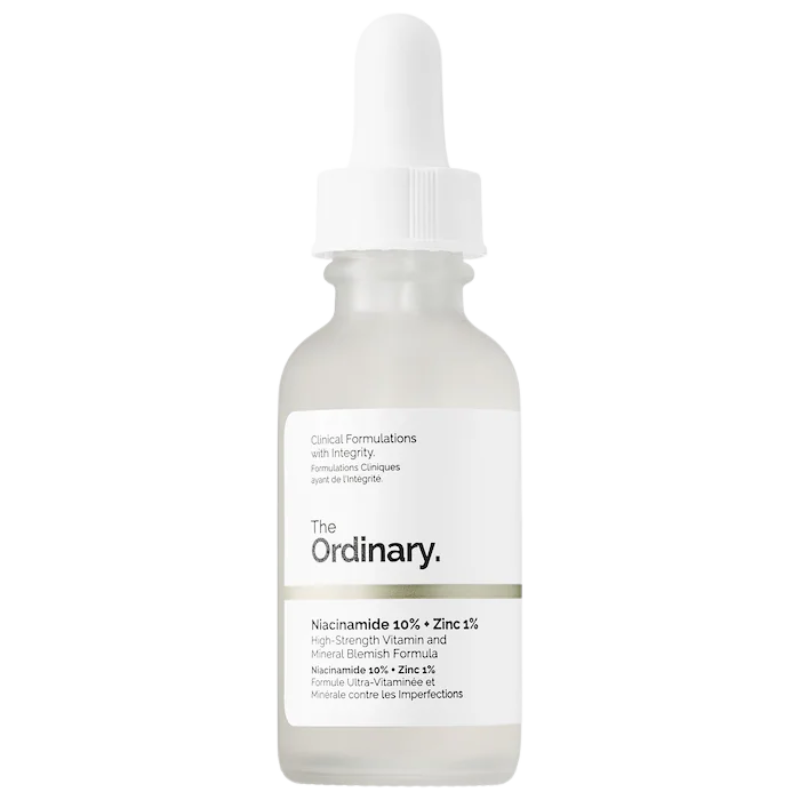 Clinical Formulations
with Integrity.
Formulations Cliniques
ayant de l'Intégrité.
The
Ordinary.
Niacinamide 10% + Zinc 1%
High-Strength Vitamin and
Mineral Blemish Formula
Niacinamide 10% + Zinc 1%
Formule Ultra-Vitaminée et
Minérale contre les Imperfections